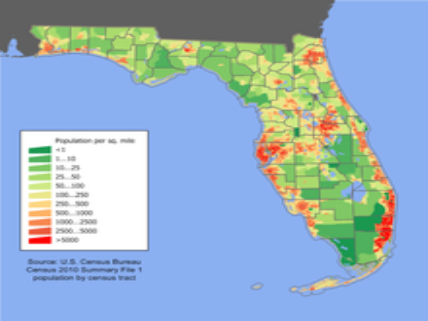 Population per sq. mile
<1
1...10
10...25
25...50
50...100
100...250
250...500
500...1000
1000...2500
2500...5000
>5000
Source: U.S. Census Bureau
Census 2010 Summary File 1
population by census tract